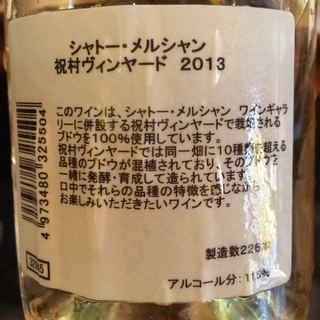 シャトー・メルシャン
祝村ヴィンヤード 2013
このワインは、シャトー・メルシャン ワインギャラ
リーに併設する祝村ヴィンヤードで栽培される
ブドウを100%使用しています。
祝村ヴィンヤードでは同一畑に10種類を超える
品種のブドウが混植されており、そのブドウを
一緒に発酵・育成して造られています。
口中でそれらの品種の特徴を感じながら
お楽しみいただきたいワインです。
製造数226
アルコール分:11
4 973480 325504